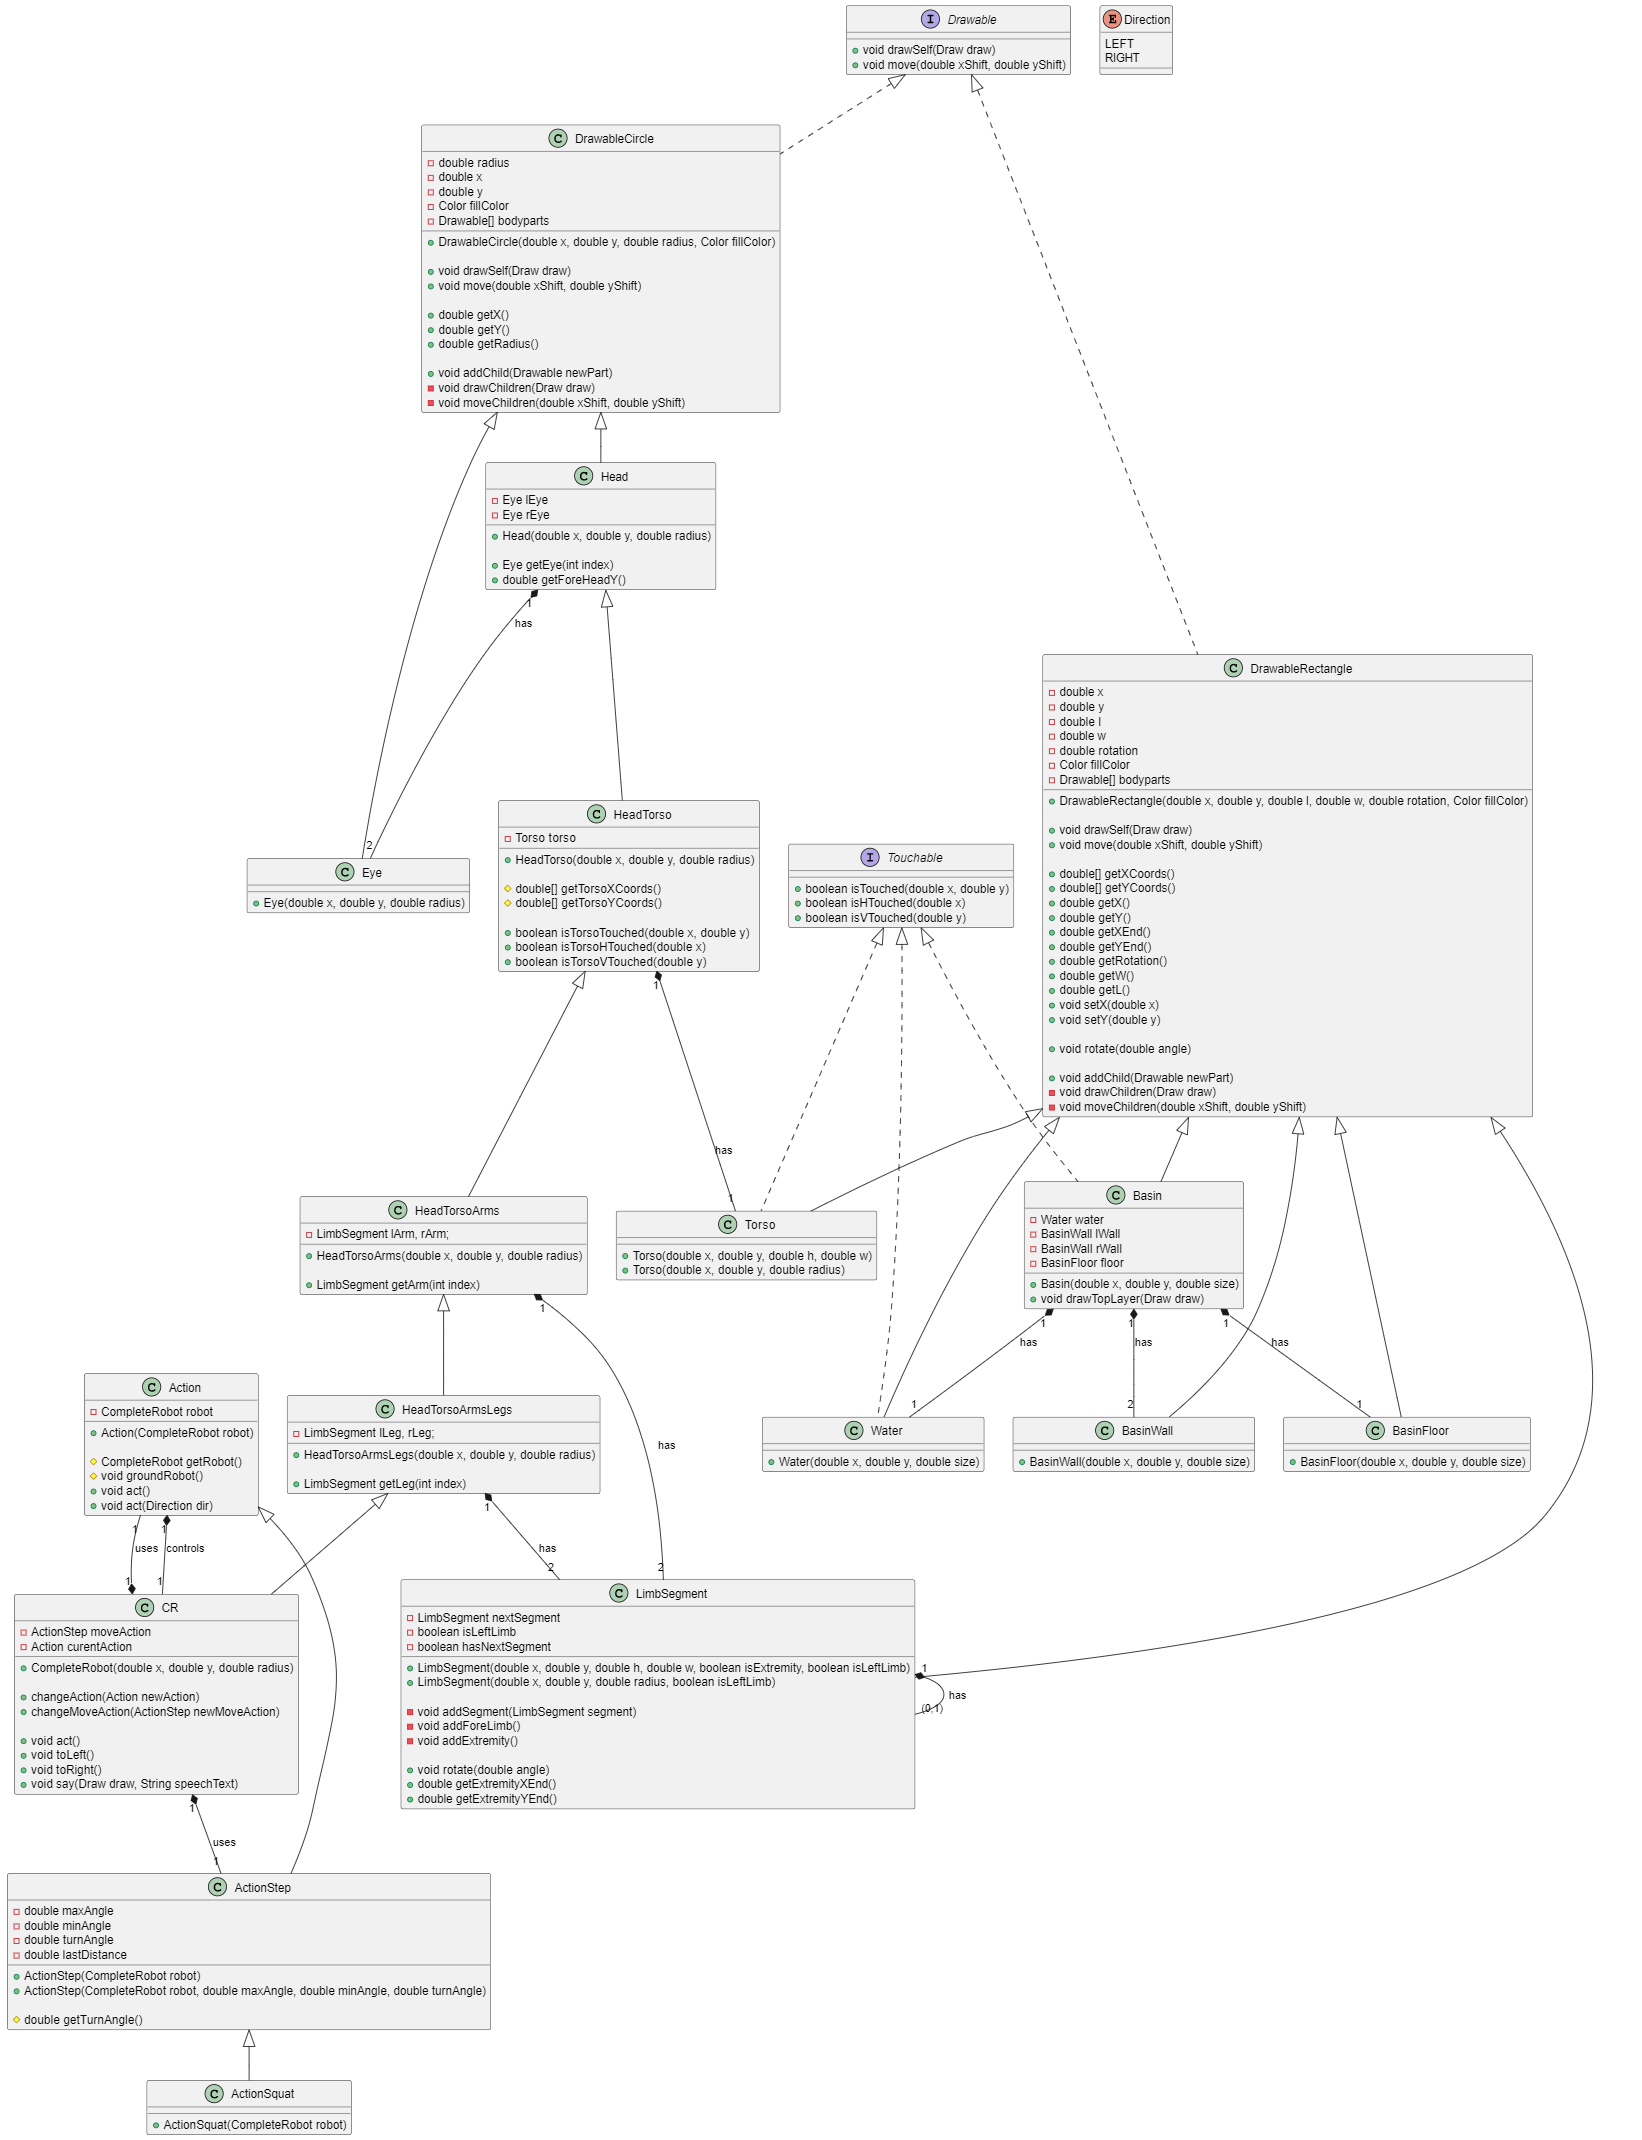 Drawable
void drawSelf(Draw draw)
void move(double xShift, double yShift)
Direction
LEFT
RIGHT
DrawableCircle
double radius
double x
double y
Color fillColor
Drawable[] bodyparts
DrawableCircle(double x, double y, double radius, Color fillColor)
void drawSelf(Draw draw)
void move(double xShift, double yShift)
double getX()
double getY()
double getRadius()
void addChild(Drawable newPart)
void drawChildren(Draw draw)
void moveChildren(double xShift, double yShift)
Head
Eye lEye
Eye rEye
Head(double x, double y, double radius)
Eye getEye(int index)
double getForeHeadY()
1
has
2
DrawableRectangle
double x
double y
double l
double w
double rotation
Color fillColor
Drawable[] bodyparts
DrawableRectangle(double x, double y, double l, double w, double rotation, Color fillColor)
void drawSelf(Draw draw)
void move(double xShift, double yShift)
double[] getXCoords()
double[] getYCoords()
double getX()
double getY()
double getXEnd()
double getYEnd()
double getRotation()
double getW()
double getL()
void setX(double x)
void setY(double y)
void rotate(double angle)
void addChild(Drawable newPart)
void drawChildren(Draw draw)
void moveChildren(double xShift, double yShift)
HeadTorso
Torso torso
HeadTorso(double x, double y, double radius)
double[] getTorsoXCoords()
double[] getTorsoYCoords()
boolean isTorsoTouched(double x, double y)
boolean isTorsoHTouched(double x)
boolean isTorsoVTouched(double y)
1
has
1
Eye
Eye(double x, double y, double radius)
Touchable
boolean isTouched(double x, double y)
boolean isHTouched(double x)
boolean isVTouched(double y)
HeadTorsoArms
LimbSegment lArm, rArm;
HeadTorsoArms(double x, double y, double radius)
LimbSegment getArm(int index)
1
has
2
Torso
Torso(double x, double y, double h, double w)
Torso(double x, double y, double radius)
Basin
Water water
BasinWall lWall
BasinWall rWall
BasinFloor floor
Basin(double x, double y, double size)
void drawTopLayer(Draw draw)
1
1
1
has
has
has
1
2
1
Action
CompleteRobot robot
Action(CompleteRobot robot)
CompleteRobot getRobot()
void groundRobot()
void act()
void act(Direction dir)
1
1
uses
controls
1
1
HeadTorsoArmsLegs
LimbSegment lLeg, rLeg;
HeadTorsoArmsLegs(double x, double y, double radius)
LimbSegment getLeg(int index)
1
has
2
Water
Water(double x, double y, double size)
BasinWall
BasinWall(double x, double y, double size)
BasinFloor
BasinFloor(double x, double y, double size)
CR
ActionStep moveAction
Action curentAction
CompleteRobot(double x, double y, double radius)
changeAction(Action newAction)
changeMoveAction(ActionStep newMoveAction)
void act()
void toLeft()
void toRight()
void say(Draw draw, String speechText)
1
uses
1
LimbSegment
LimbSegment nextSegment
boolean isLeftLimb
boolean hasNextSegment
LimbSegment(double x, double y, double h, double w, boolean isExtremity, boolean isLeftLimb)
LimbSegment(double x, double y, double radius, boolean isLeftLimb)
void addSegment(LimbSegment segment)
void addForeLimb()
void addExtremity()
void rotate(double angle)
double getExtremityXEnd()
double getExtremityYEnd()
1
has
(0,1)
ActionStep
double maxAngle
double minAngle
double turnAngle
double lastDistance
ActionStep(CompleteRobot robot)
ActionStep(CompleteRobot robot, double maxAngle, double minAngle, double turnAngle)
double getTurnAngle()
ActionSquat
ActionSquat(CompleteRobot robot)